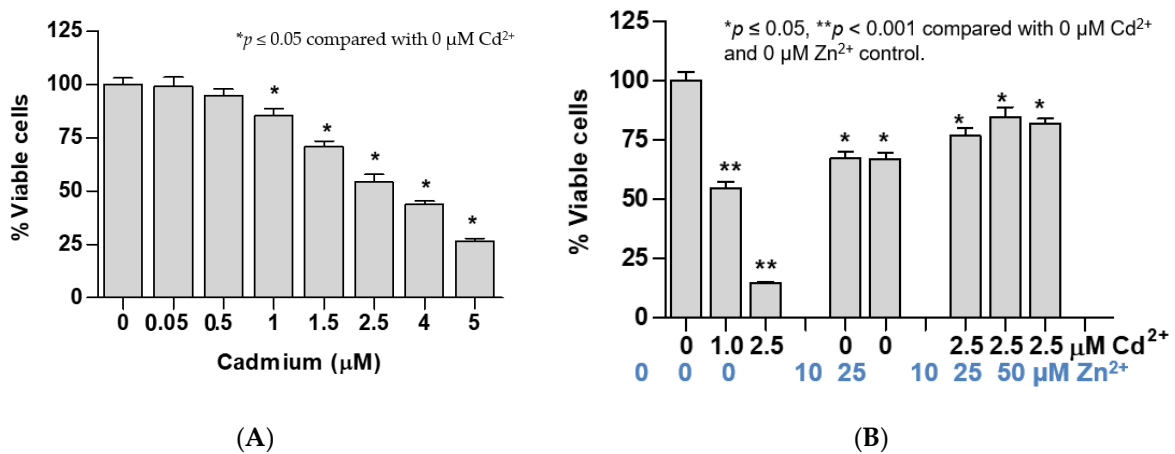 125
*p ≤ 0.05 compared with 0 μM Cd²⁺
100
75
50
25
0
% Viable cells
* * * * *
0 0.05 0.5 1 1.5 2.5 4 5
Cadmium (μM)
(A)
125
*p ≤ 0.05, **p < 0.001 compared with 0 μM Cd²⁺
and 0 μM Zn²⁺ control.
100
75
50
25
0
% Viable cells
** ** * * * * *
0 1.0 2.5 0 0 2.5 2.5 2.5 μM Cd²⁺
0 0 0 10 25 10 25 50 μM Zn²⁺
(B)